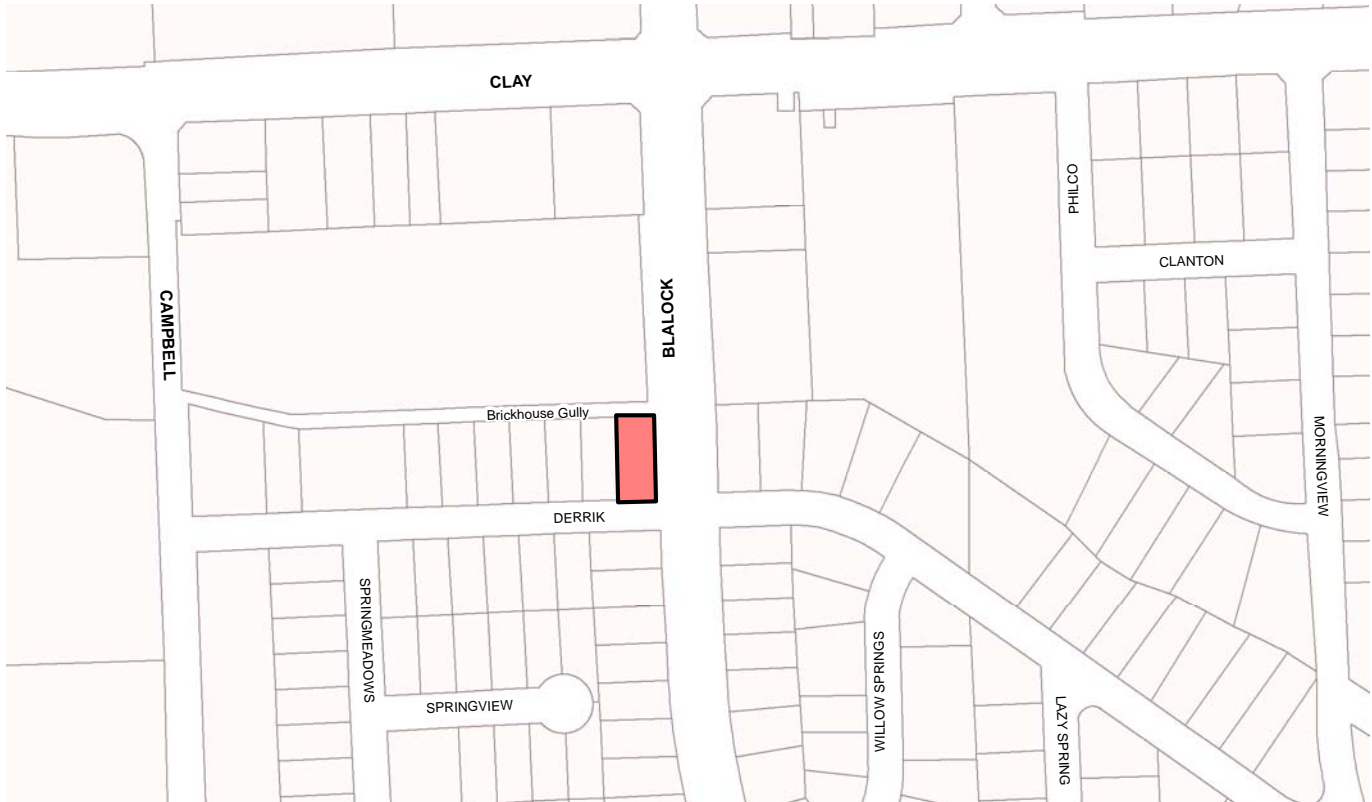 CLAY
PHILCO
CLANTON
CAMPBELL
BLALOCK
Brickhouse Gully
MORNINGVIEW
DERRIK
SPRINGMEADOWS
WILLOW SPRINGS
SPRINGVIEW
LAZY SPRING